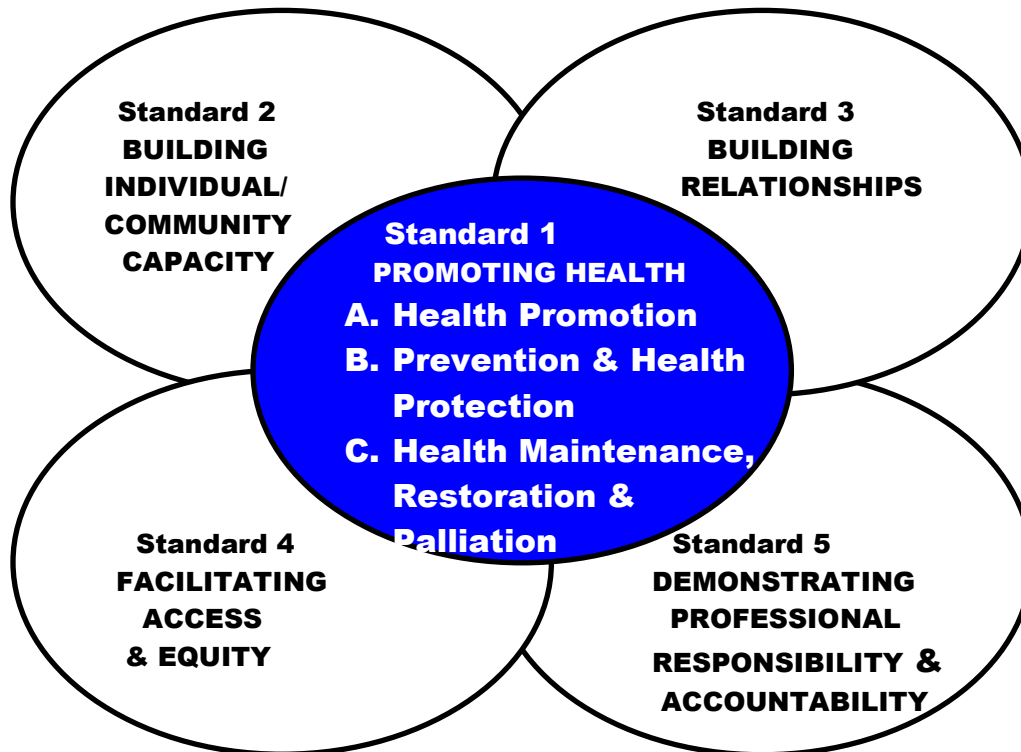 Standard 2
BUILDING
INDIVIDUAL/
COMMUNITY
CAPACITY
Standard 3
BUILDING
RELATIONSHIPS
Standard 1
PROMOTING HEALTH
A. Health Promotion
B. Prevention & Health
Protection
C. Health Maintenance,
Restoration &
Palliation
Standard 4
FACILITATING
ACCESS
& EQUITY
Standard 5
DEMONSTRATING
PROFESSIONAL
RESPONSIBILITY &
ACCOUNTABILITY